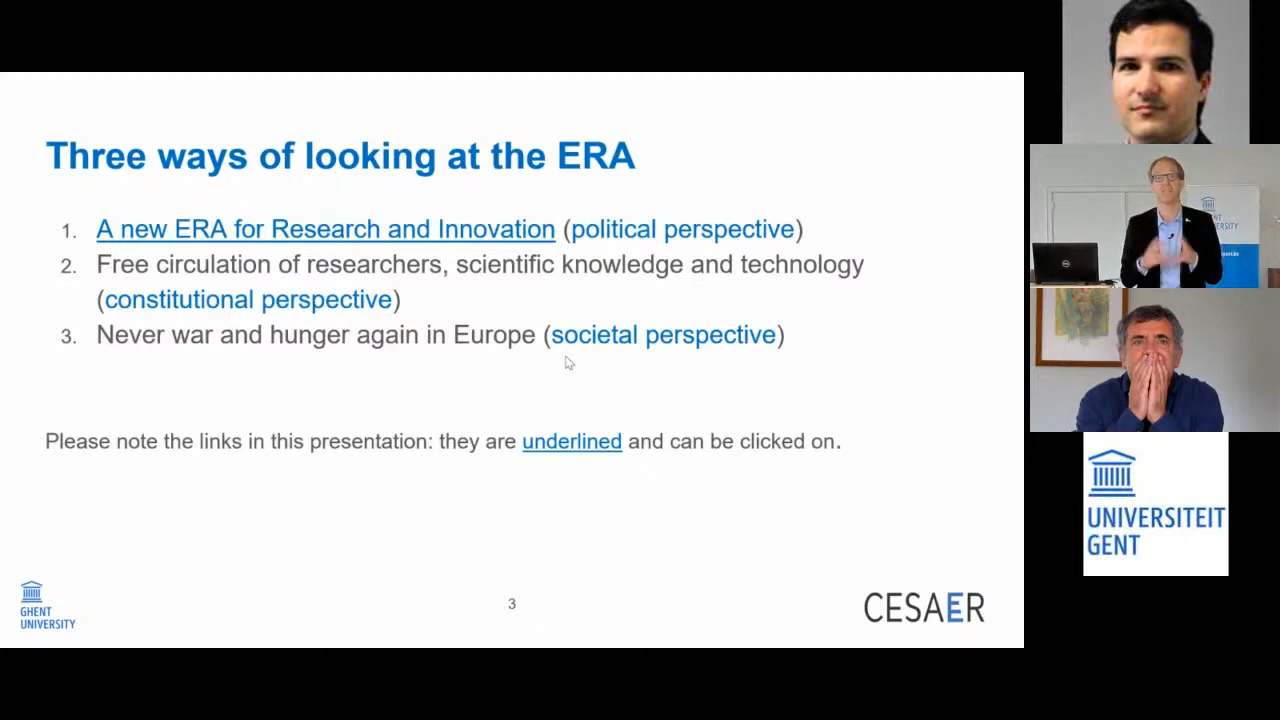 Three ways of looking at the ERA
1. A new ERA for Research and Innovation (political perspective)
2. Free circulation of researchers, scientific knowledge and technology
(constitutional perspective)
3. Never war and hunger again in Europe (societal perspective)
Please note the links in this presentation: they are underlined and can be clicked on.
GHENT
UNIVERSITY
3
CESAER
UNIVERSITEIT
GENT